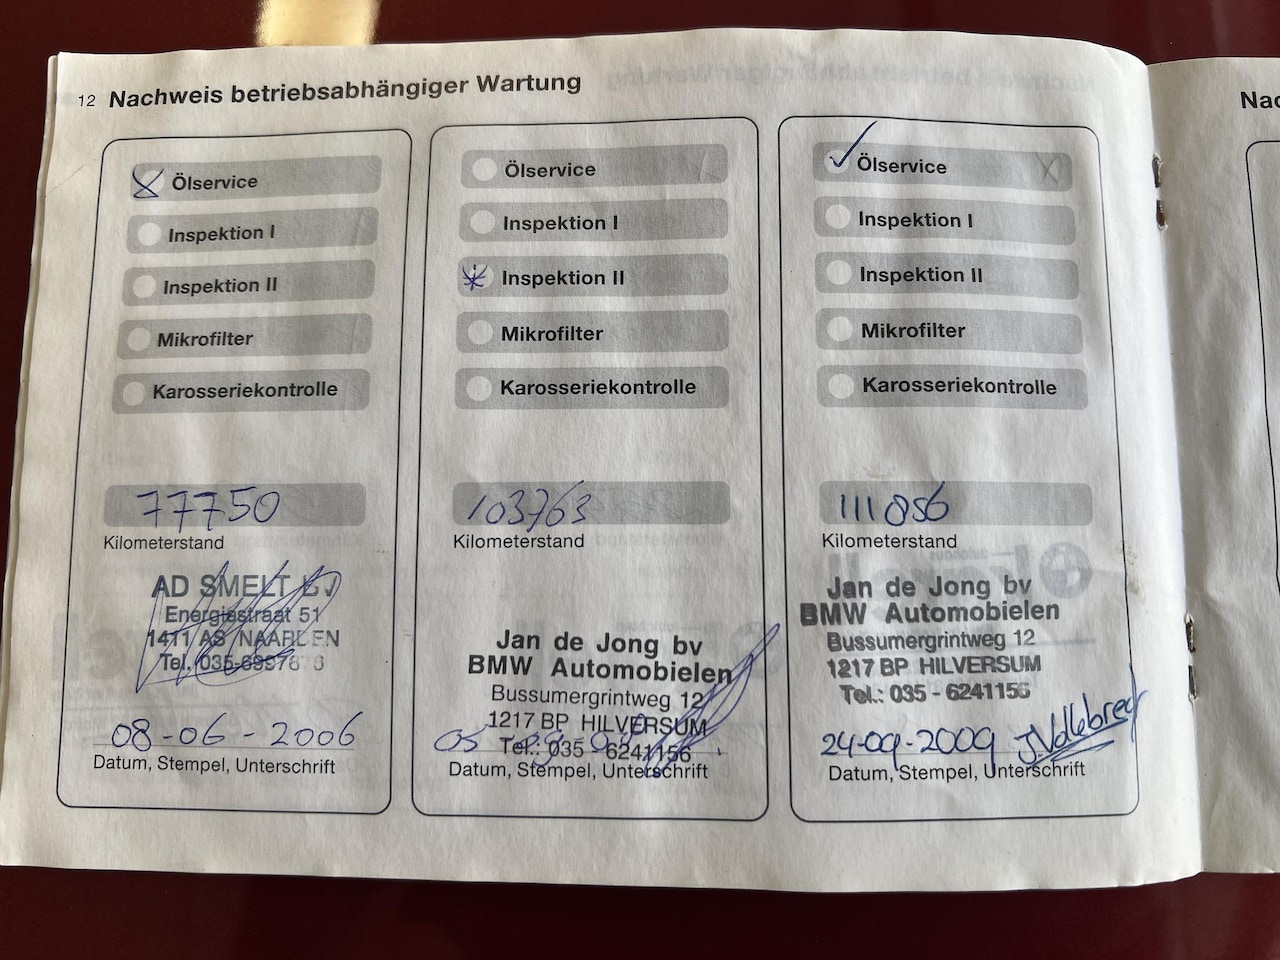 12 Nachweis betriebsabhängiger Wartung
Ölservice
Inspektion I
Inspektion II
Mikrofilter
Karosseriekontrolle
77750
Kilometerstand
AD SMELT BV
Energiestraat 51
1411 AS NAARDEN
Tel. 035-
08-06-2006
Datum, Stempel, Unterschrift
Ölservice
Inspektion I
Inspektion II
Mikrofilter
Karosseriekontrolle
103763
Kilometerstand
Jan de Jong bv
BMW Automobielen
Bussumergrintweg 12
1217 BP HILVERSUM
Tel.: 035 - 6241156
Datum, Stempel, Unterschrift
Ölservice
Inspektion I
Inspektion II
Mikrofilter
Karosseriekontrolle
111856
Kilometerstand
Jan de Jong bv
BMW Automobielen
Bussumergrintweg 12
1217 BP HILVERSUM
Tel.: 035 - 6241156
24-09-2009
Datum, Stempel, Unterschrift
Nac